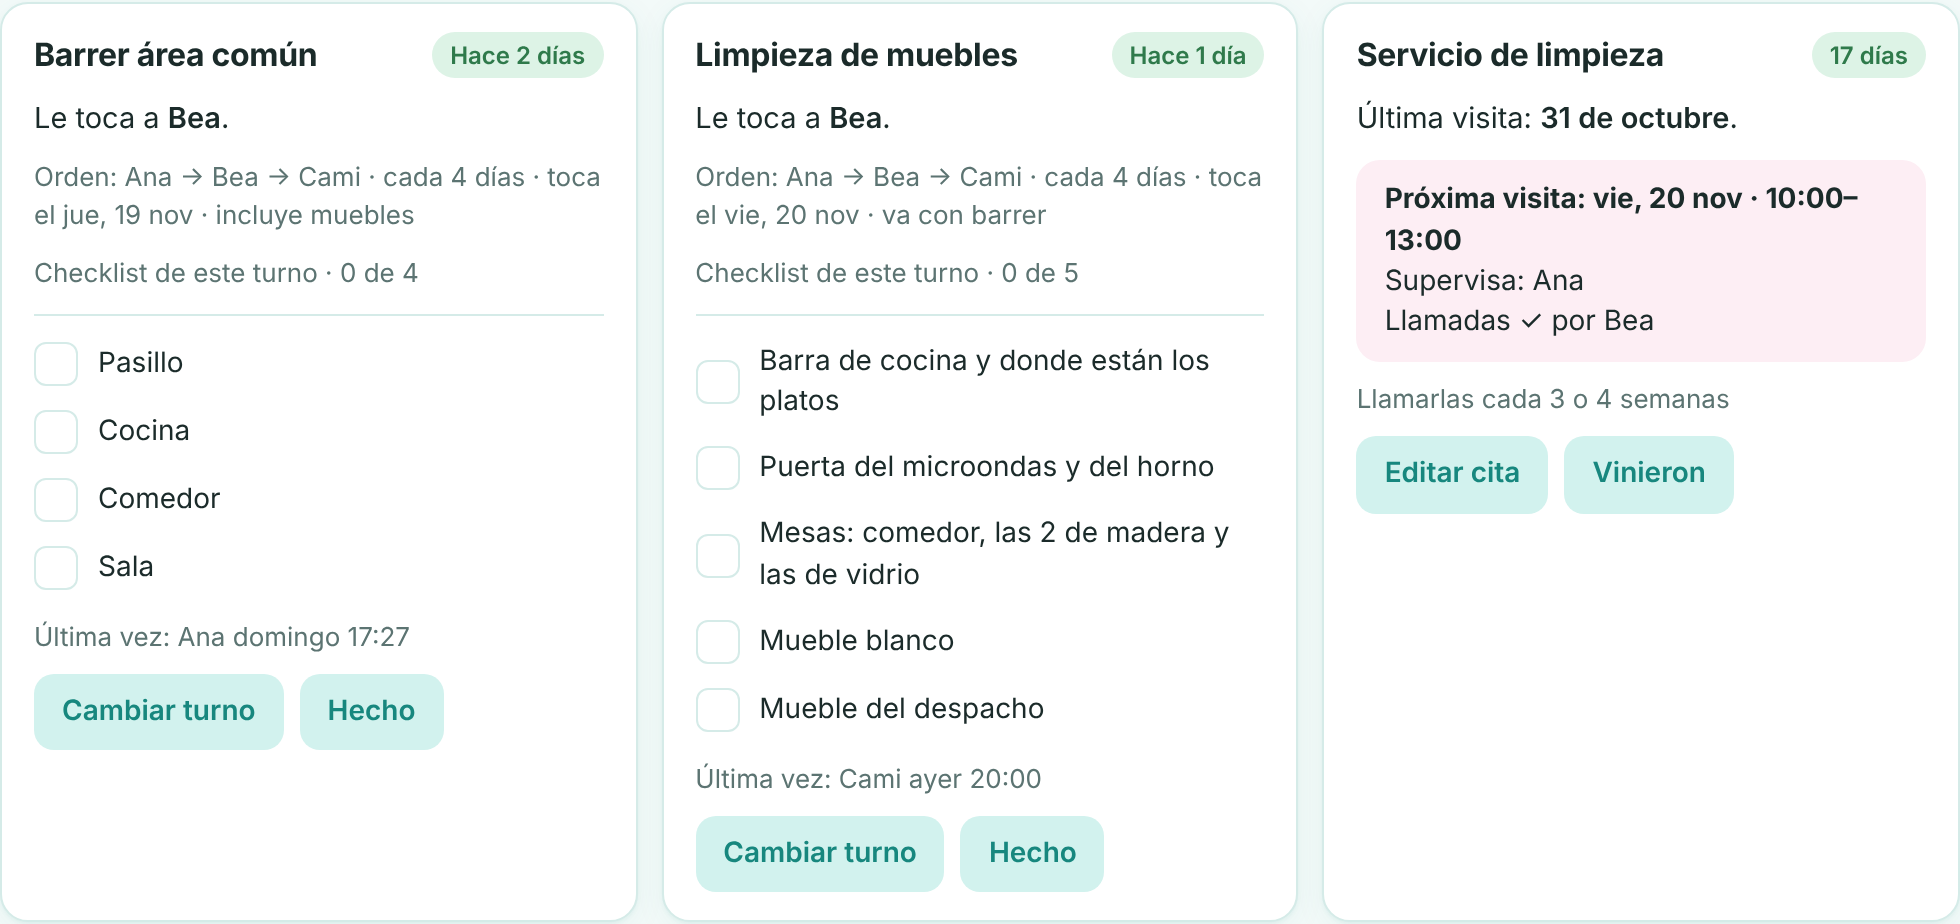 Barrer área común
Hace 2 días
Le toca a Bea.
Orden: Ana → Bea → Cami · cada 4 días · toca
el jue, 19 nov · incluye muebles
Checklist de este turno · 0 de 4
Pasillo
Cocina
Comedor
Sala
Última vez: Ana domingo 17:27
Cambiar turno
Hecho
Limpieza de muebles
Hace 1 día
Le toca a Bea.
Orden: Ana → Bea → Cami · cada 4 días · toca
el vie, 20 nov · va con barrer
Checklist de este turno · 0 de 5
Barra de cocina y donde están los
platos
Puerta del microondas y del horno
Mesas: comedor, las 2 de madera y
las de vidrio
Mueble blanco
Mueble del despacho
Última vez: Cami ayer 20:00
Cambiar turno
Hecho
Servicio de limpieza
17 días
Última visita: 31 de octubre.
Próxima visita: vie, 20 nov · 10:00–
13:00
Supervisa: Ana
Llamadas ✓ por Bea
Llamarlas cada 3 o 4 semanas
Editar cita
Vinieron